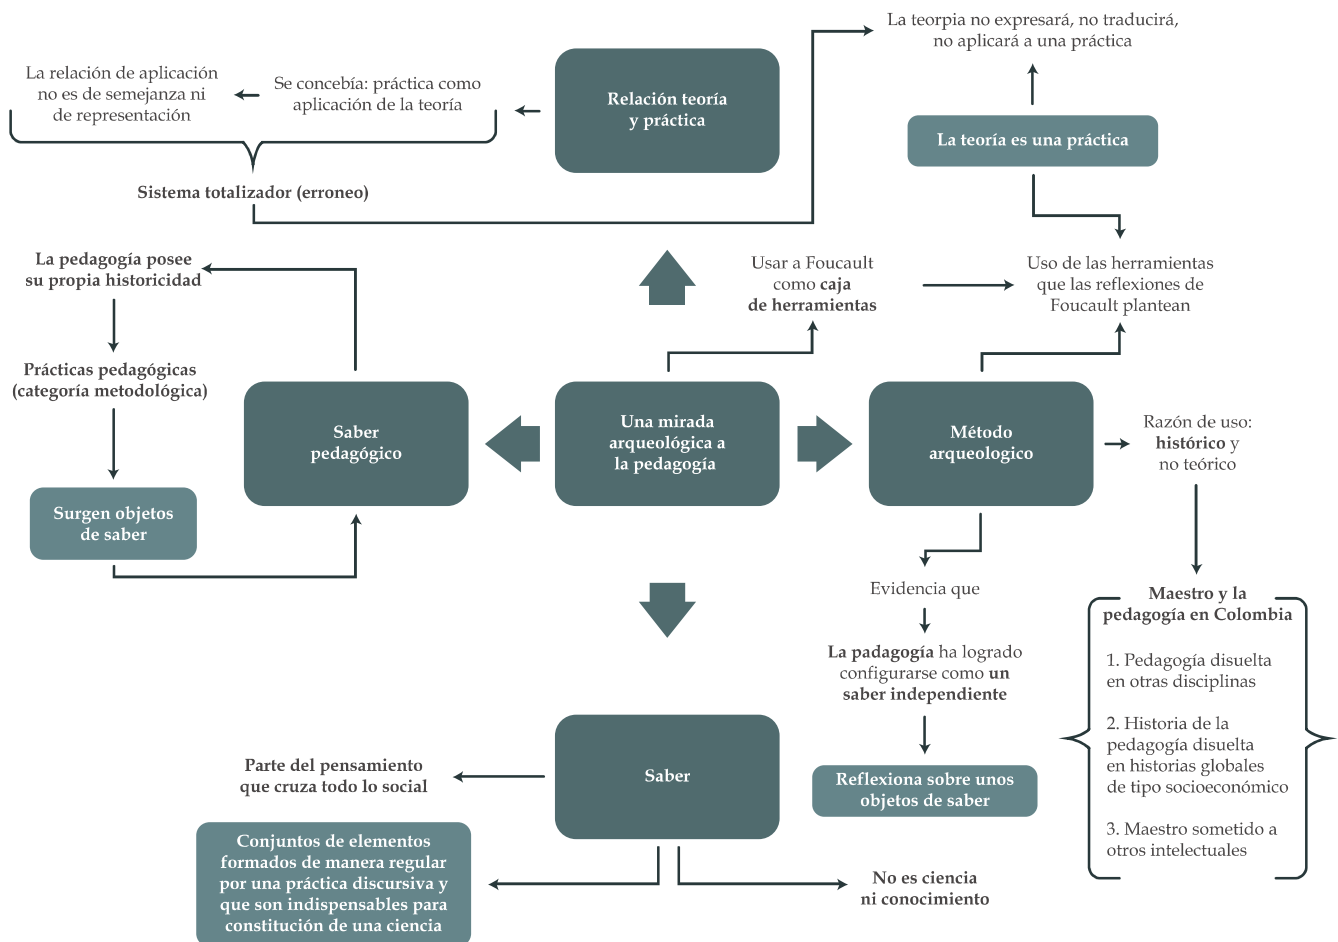 La teorpia no expresará, no traducirá,
no aplicará a una práctica
La relación de aplicación
no es de semejanza ni
de representación
Se concebía: práctica como
aplicación de la teoría
Relación teoría
y práctica
La teoría es una práctica
Sistema totalizador (erroneo)
La pedagogía posee
su propia historicidad
Usar a Foucault
como caja
de herramientas
Uso de las herramientas
que las reflexiones de
Foucault plantean
Prácticas pedagógicas
(categoría metodológica)
Saber
pedagógico
Una mirada
arqueológica a
la pedagogía
Método
arqueologico
Razón de uso:
histórico y
no teórico
Surgen objetos
de saber
Evidencia que
La padagogía ha logrado
configurarse como un
saber independiente
Reflexiona sobre unos
objetos de saber
Maestro y la
pedagogía en Colombia
1. Pedagogía disuelta
en otras disciplinas
2. Historia de la
pedagogía disuelta
en historias globales
de tipo socioeconómico
3. Maestro sometido a
otros intelectuales
Saber
Parte del pensamiento
que cruza todo lo social
Conjuntos de elementos
formados de manera regular
por una práctica discursiva y
que son indispensables para
constitución de una ciencia
No es ciencia
ni conocimiento